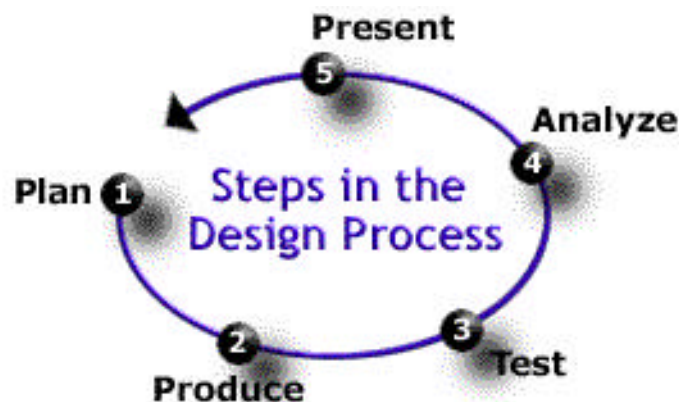 5 Present
4 Analyze
Plan 1
Steps in the
Design Process
2 Produce
3 Test